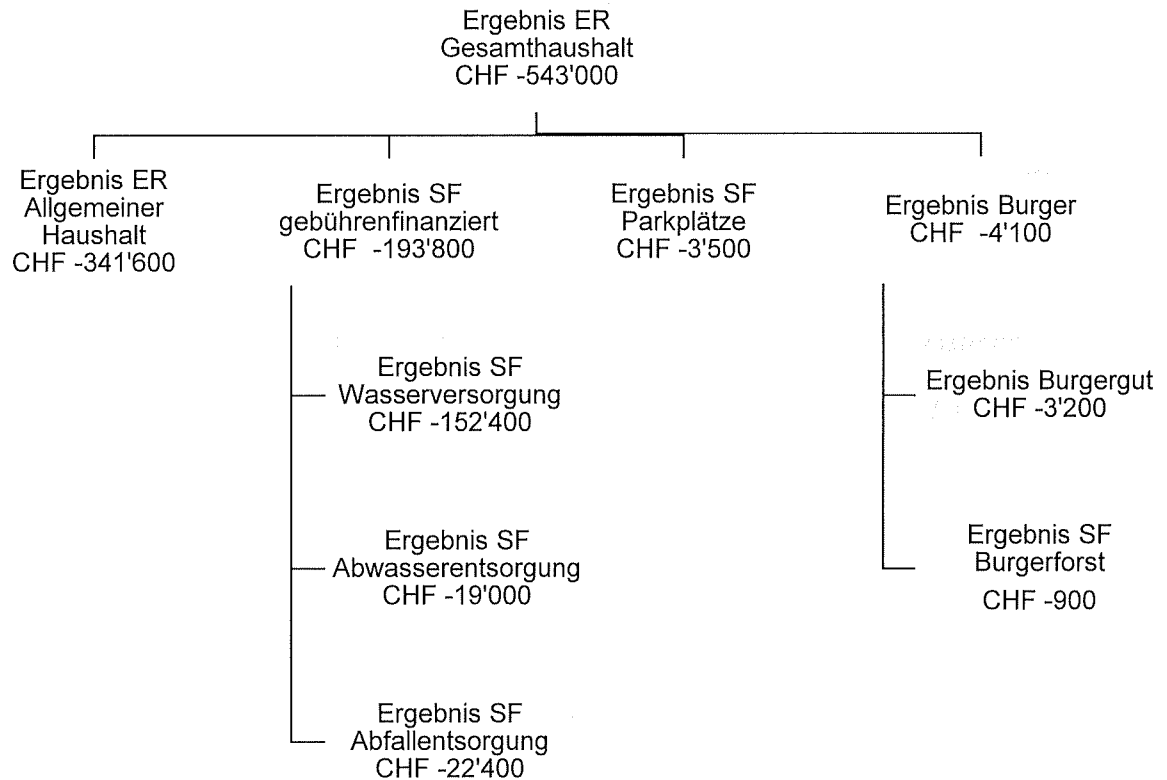 Ergebnis ER
Gesamthaushalt
CHF -543'000
Ergebnis ER
Allgemeiner
Haushalt
CHF -341'600
Ergebnis SF
gebührenfinanziert
CHF -193'800
Ergebnis SF
Parkplätze
CHF -3'500
Ergebnis Burger
CHF -4'100
Ergebnis SF
Wasserversorgung
CHF -152'400
Ergebnis SF
Abwasserentsorgung
CHF -19'000
Ergebnis SF
Abfallentsorgung
CHF -22'400
Ergebnis Burgergut
CHF -3'200
Ergebnis SF
Burgerforst
CHF -900